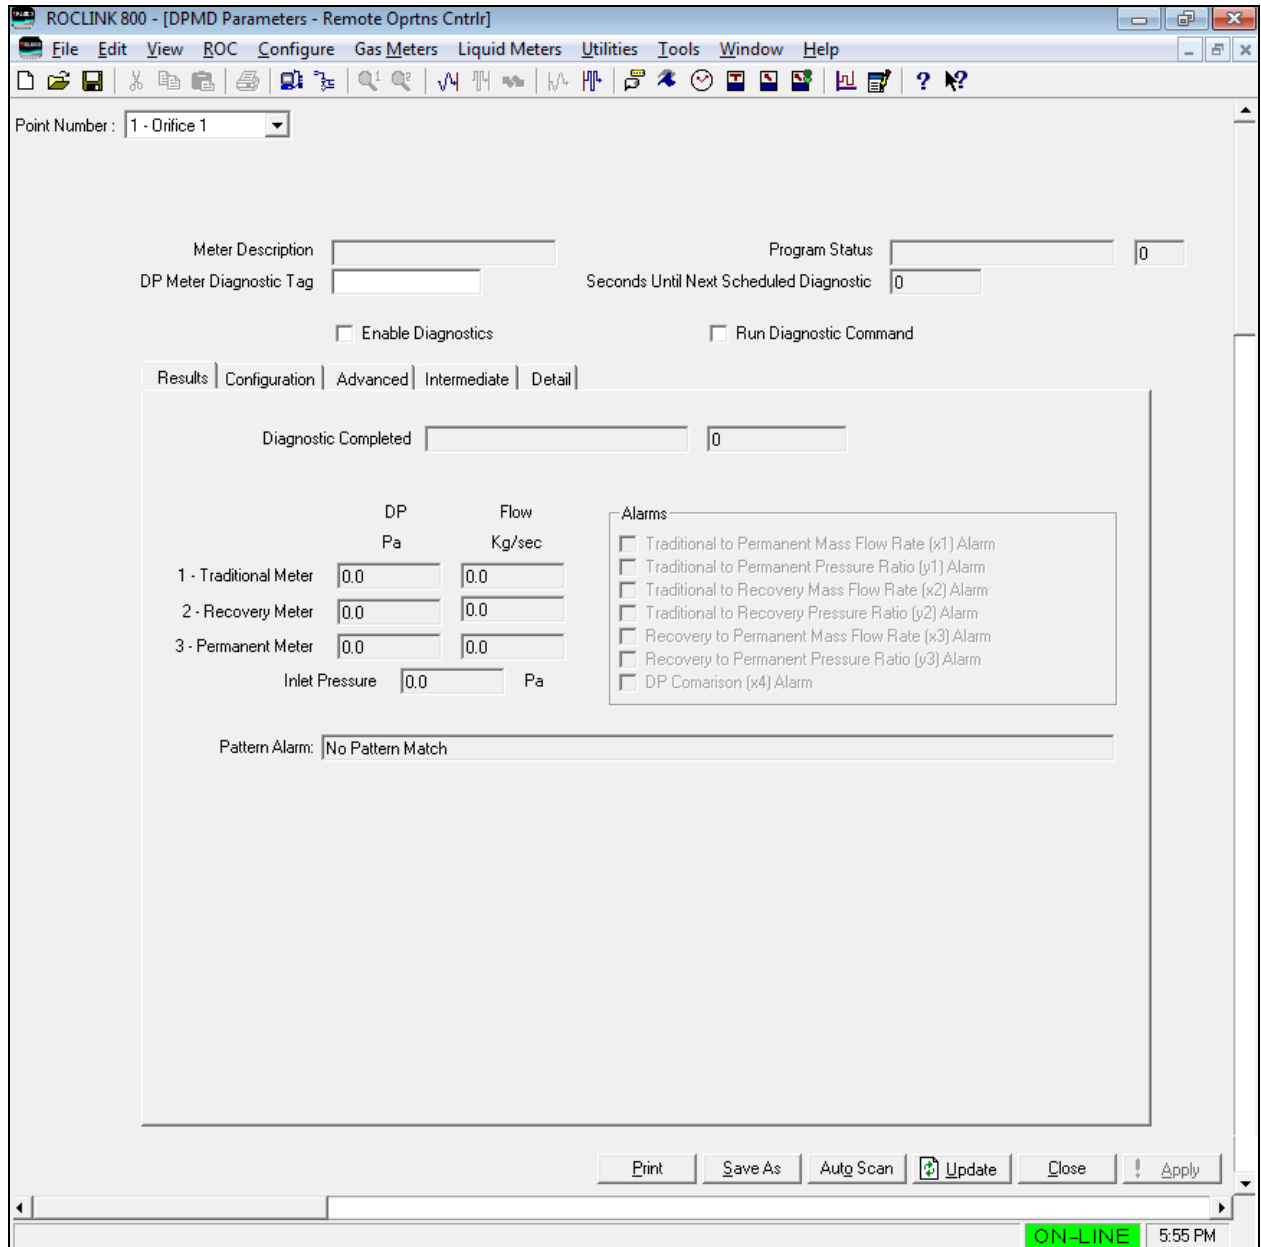 ROCLINK 800 - [DPMD Parameters - Remote Oprtns Cntrlr]
File Edit View ROC Configure Gas Meters Liquid Meters Utilities Tools Window Help
Point Number : 1 - Orifice 1
Meter Description Program Status 0
DP Meter Diagnostic Tag Seconds Until Next Scheduled Diagnostic 0
Enable Diagnostics Run Diagnostic Command
Results Configuration Advanced Intermediate Detail
Diagnostic Completed 0
DP Flow
Pa Kg/sec
1 - Traditional Meter 0.0 0.0
2 - Recovery Meter 0.0 0.0
3 - Permanent Meter 0.0 0.0
Inlet Pressure 0.0 Pa
Alarms
Traditional to Permanent Mass Flow Rate (x1) Alarm
Traditional to Permanent Pressure Ratio (y1) Alarm
Traditional to Recovery Mass Flow Rate (x2) Alarm
Traditional to Recovery Pressure Ratio (y2) Alarm
Recovery to Permanent Mass Flow Rate (x3) Alarm
Recovery to Permanent Pressure Ratio (y3) Alarm
DP Comarison (x4) Alarm
Pattern Alarm: No Pattern Match
Print Save As Auto Scan Update Close ! Apply
ON-LINE 5:55 PM